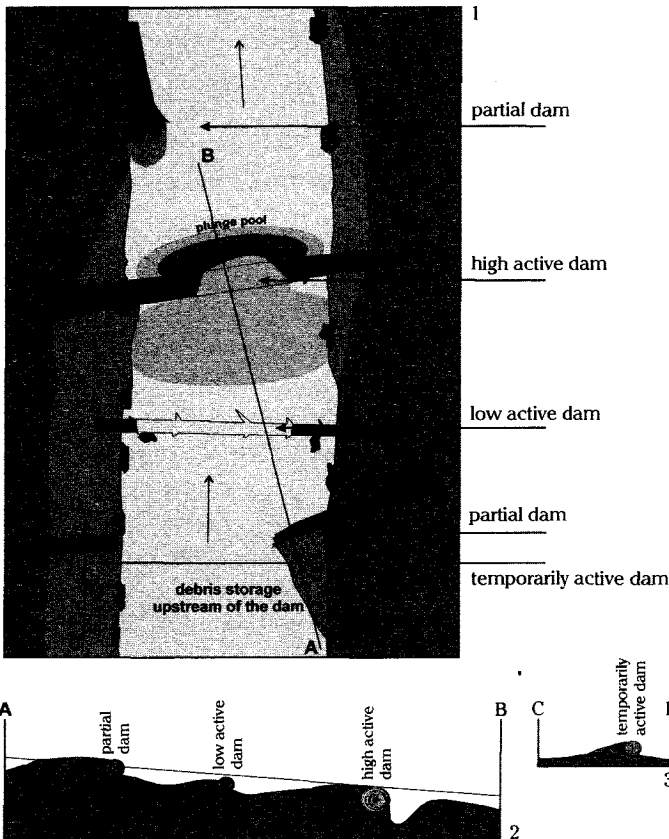 1
partial dam
B
plunge pool
high active dam
low active dam
partial dam
temporarily active dam
debris storage
upstream of the dam
A
A
partial
dam
low active
dam
high active
dam
B
2
C
temporarily
active dam
3